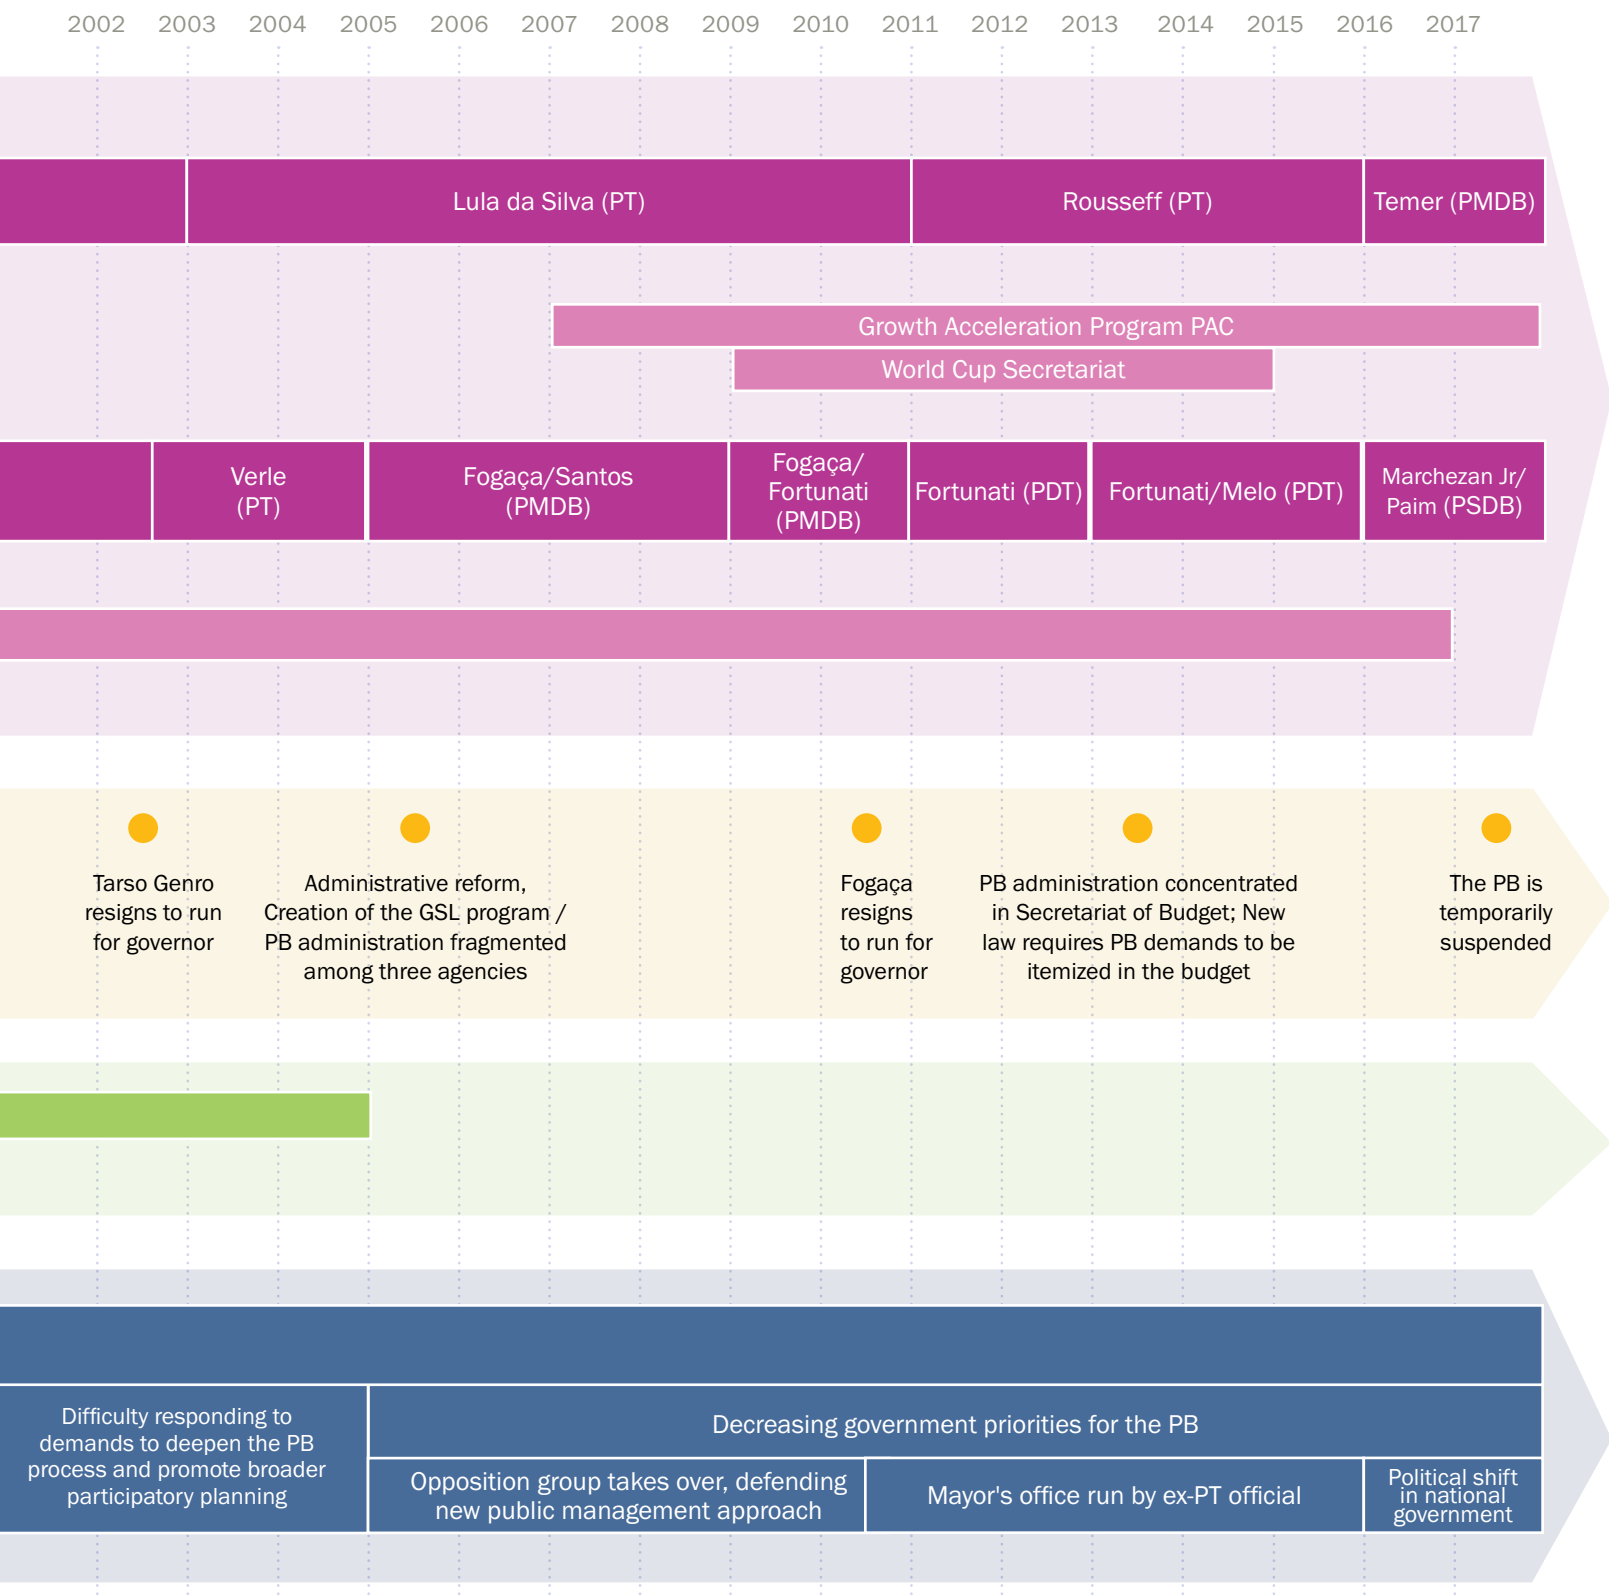 2002 2003 2004 2005 2006 2007 2008 2009 2010 2011 2012 2013 2014 2015 2016 2017
Lula da Silva (PT)
Rousseff (PT)
Temer (PMDB)
Growth Acceleration Program PAC
World Cup Secretariat
Verle
(PT)
Fogaça/Santos
(PMDB)
Fogaça/
Fortunati
(PMDB)
Fortunati (PDT)
Fortunati/Melo (PDT)
Marchezan Jr/
Paim (PSDB)
Tarso Genro
resigns to run
for governor
Administrative reform,
Creation of the GSL program /
PB administration fragmented
among three agencies
Fogaça
resigns
to run for
governor
PB administration concentrated
in Secretariat of Budget; New
law requires PB demands to be
itemized in the budget
The PB is
temporarily
suspended
Difficulty responding to
demands to deepen the PB
process and promote broader
participatory planning
Decreasing government priorities for the PB
Opposition group takes over, defending
new public management approach
Mayor's office run by ex-PT official
Political shift
in national
government